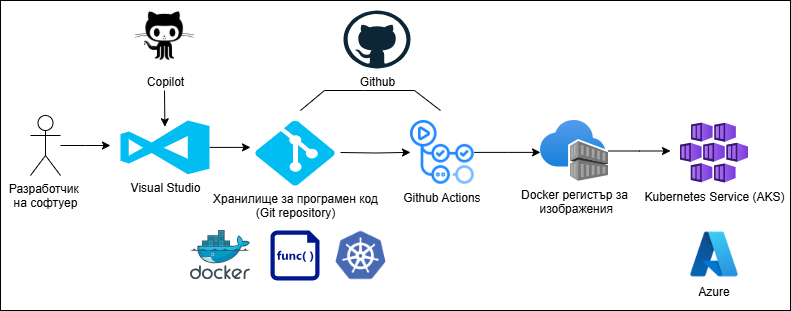 Copilot
Github
Разработчик
на софтуер
Visual Studio
Хранилище за програмен код
(Git repository)
Github Actions
Docker регистър за
изображения
Kubernetes Service (AKS)
docker
func( )
Azure